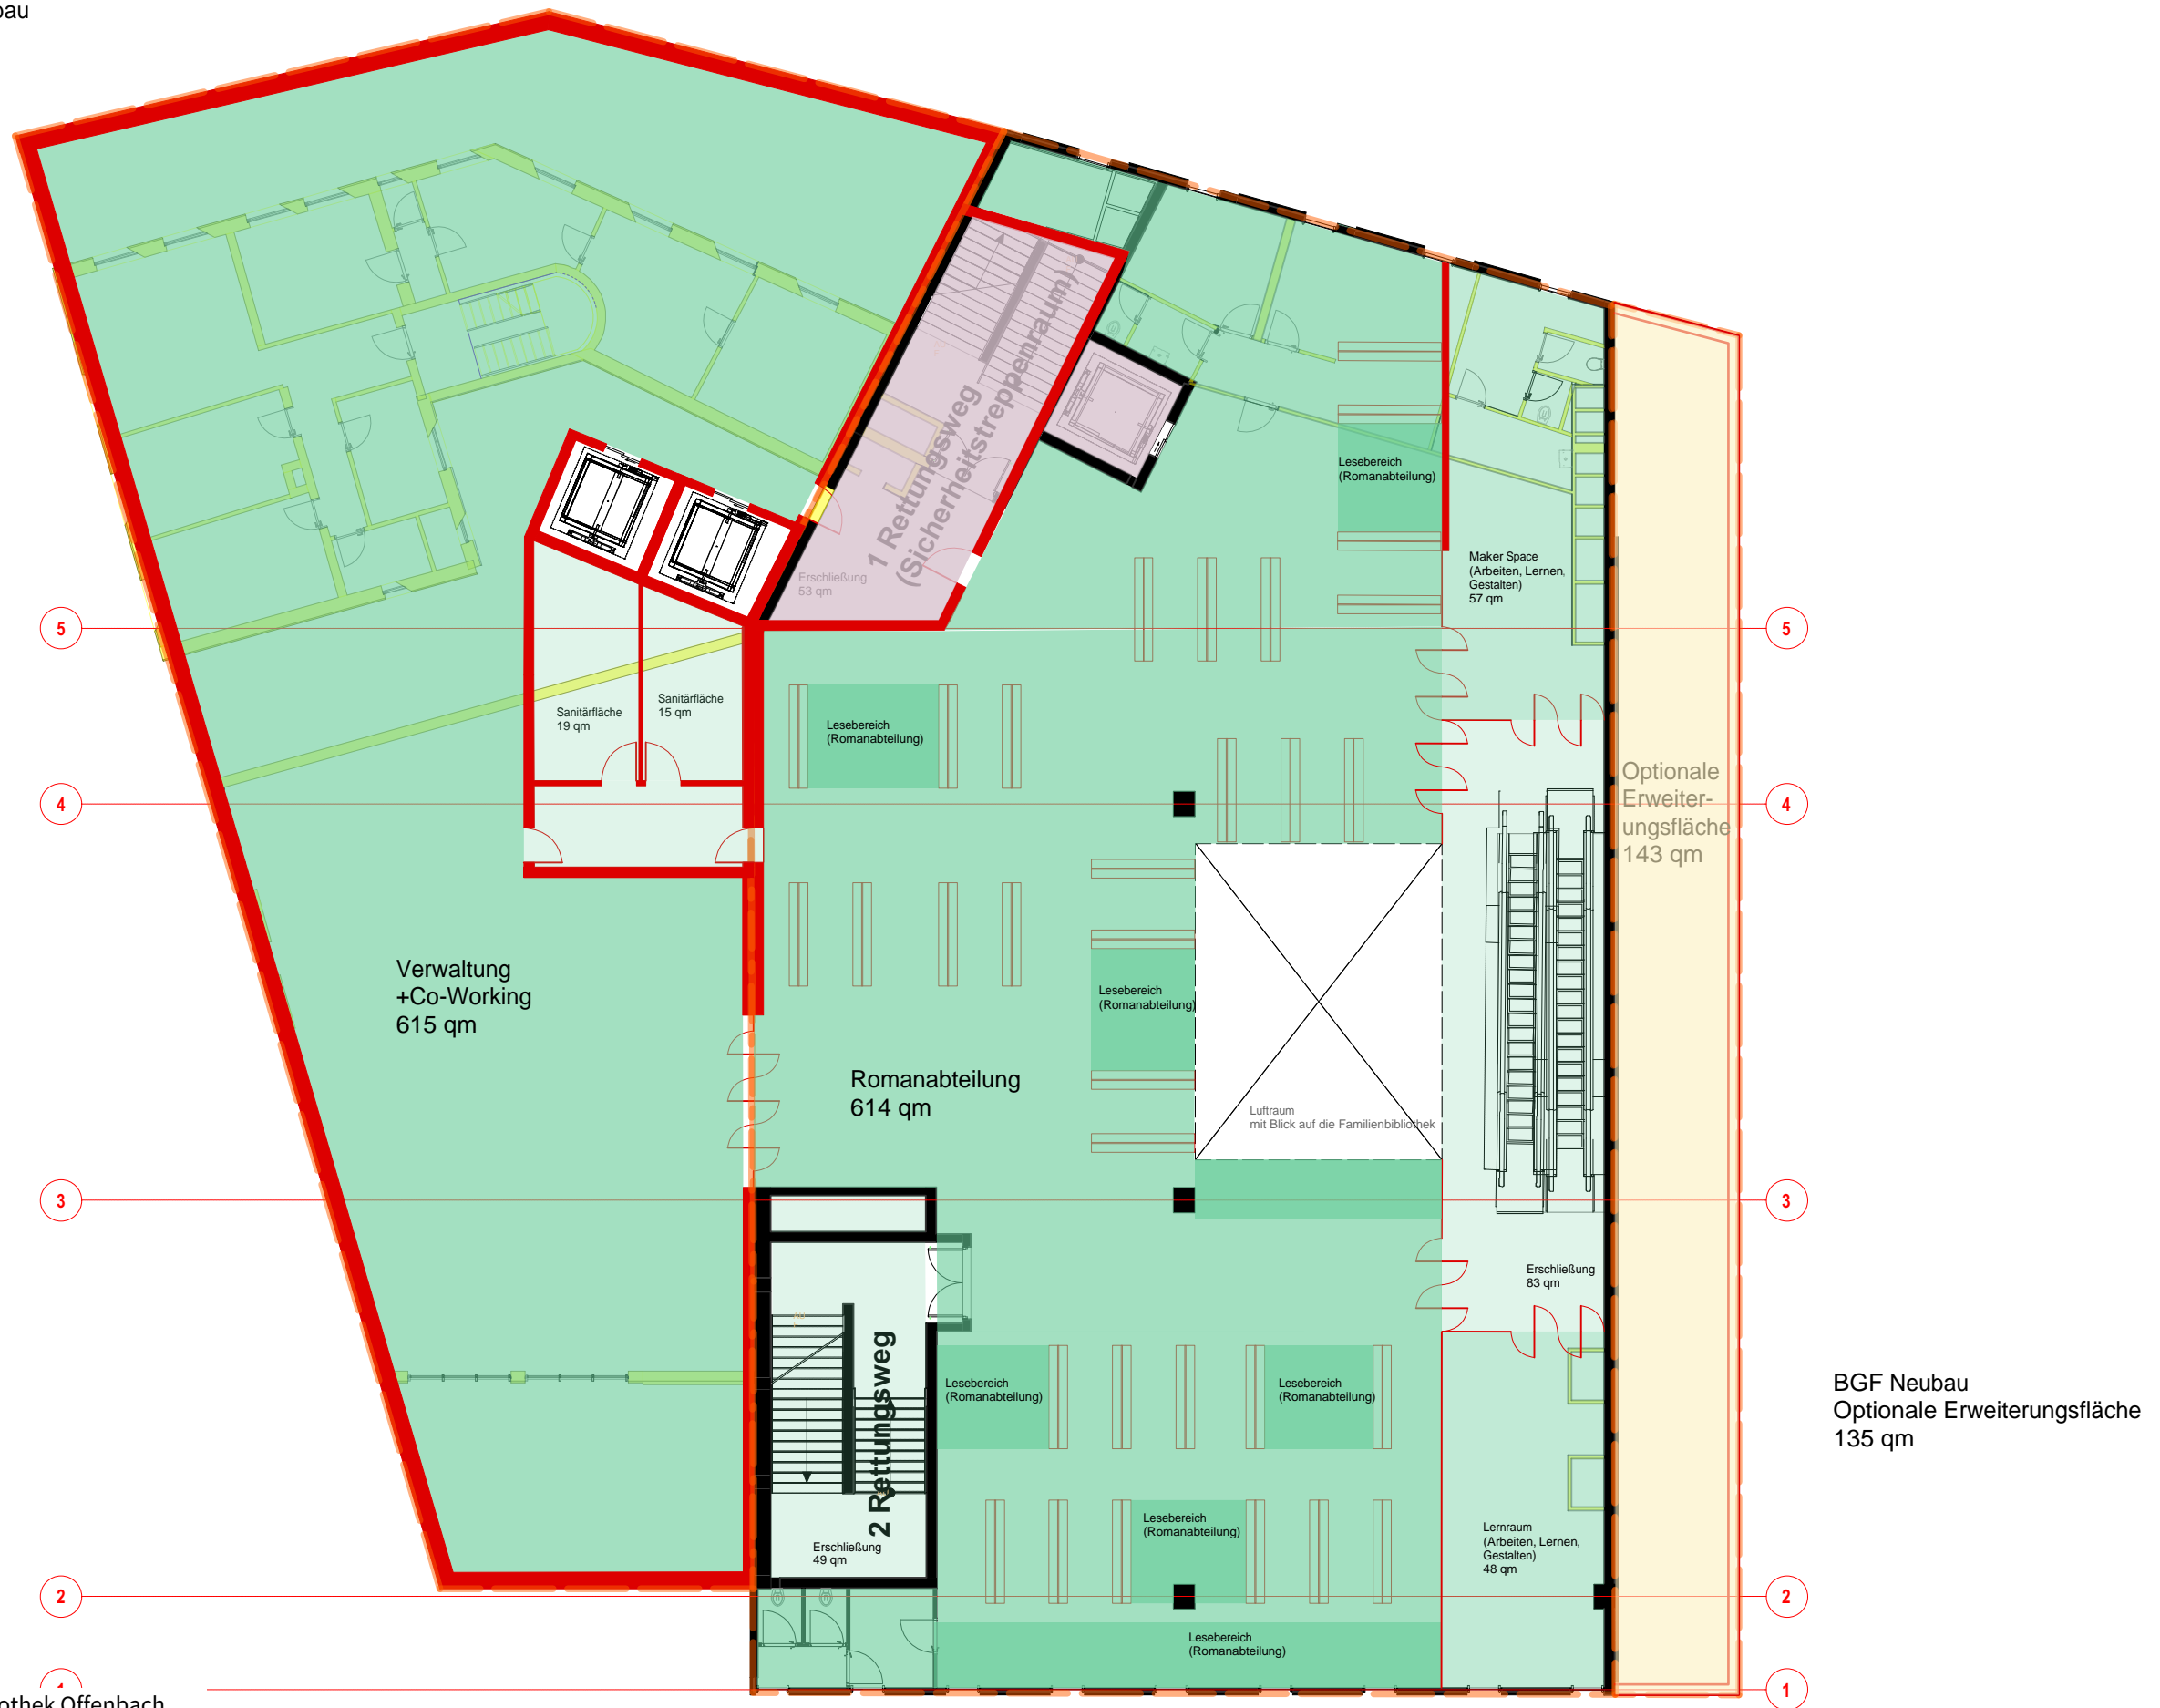 bau
1 Rettungsweg
(Sicherheitstreppenraum)
Erschließung
53 qm
Lesebereich
(Romanabteilung)
Maker Space
(Arbeiten, Lernen,
Gestalten)
57 qm
5
5
Sanitärfläche
19 qm
Sanitärfläche
15 qm
Lesebereich
(Romanabteilung)
Optionale
Erweiter-
ungsfläche
143 qm
4
4
Verwaltung
+Co-Working
615 qm
Lesebereich
(Romanabteilung)
Romanabteilung
614 qm
Luftraum
mit Blick auf die Familienbibliothek
3
3
Erschließung
83 qm
2 Rettungsweg
Lesebereich
(Romanabteilung)
Lesebereich
(Romanabteilung)
BGF Neubau
Optionale Erweiterungsfläche
135 qm
Lesebereich
(Romanabteilung)
Lernraum
(Arbeiten, Lernen,
Gestalten)
48 qm
Erschließung
49 qm
2
2
Lesebereich
(Romanabteilung)
1
1
othek Offenbach